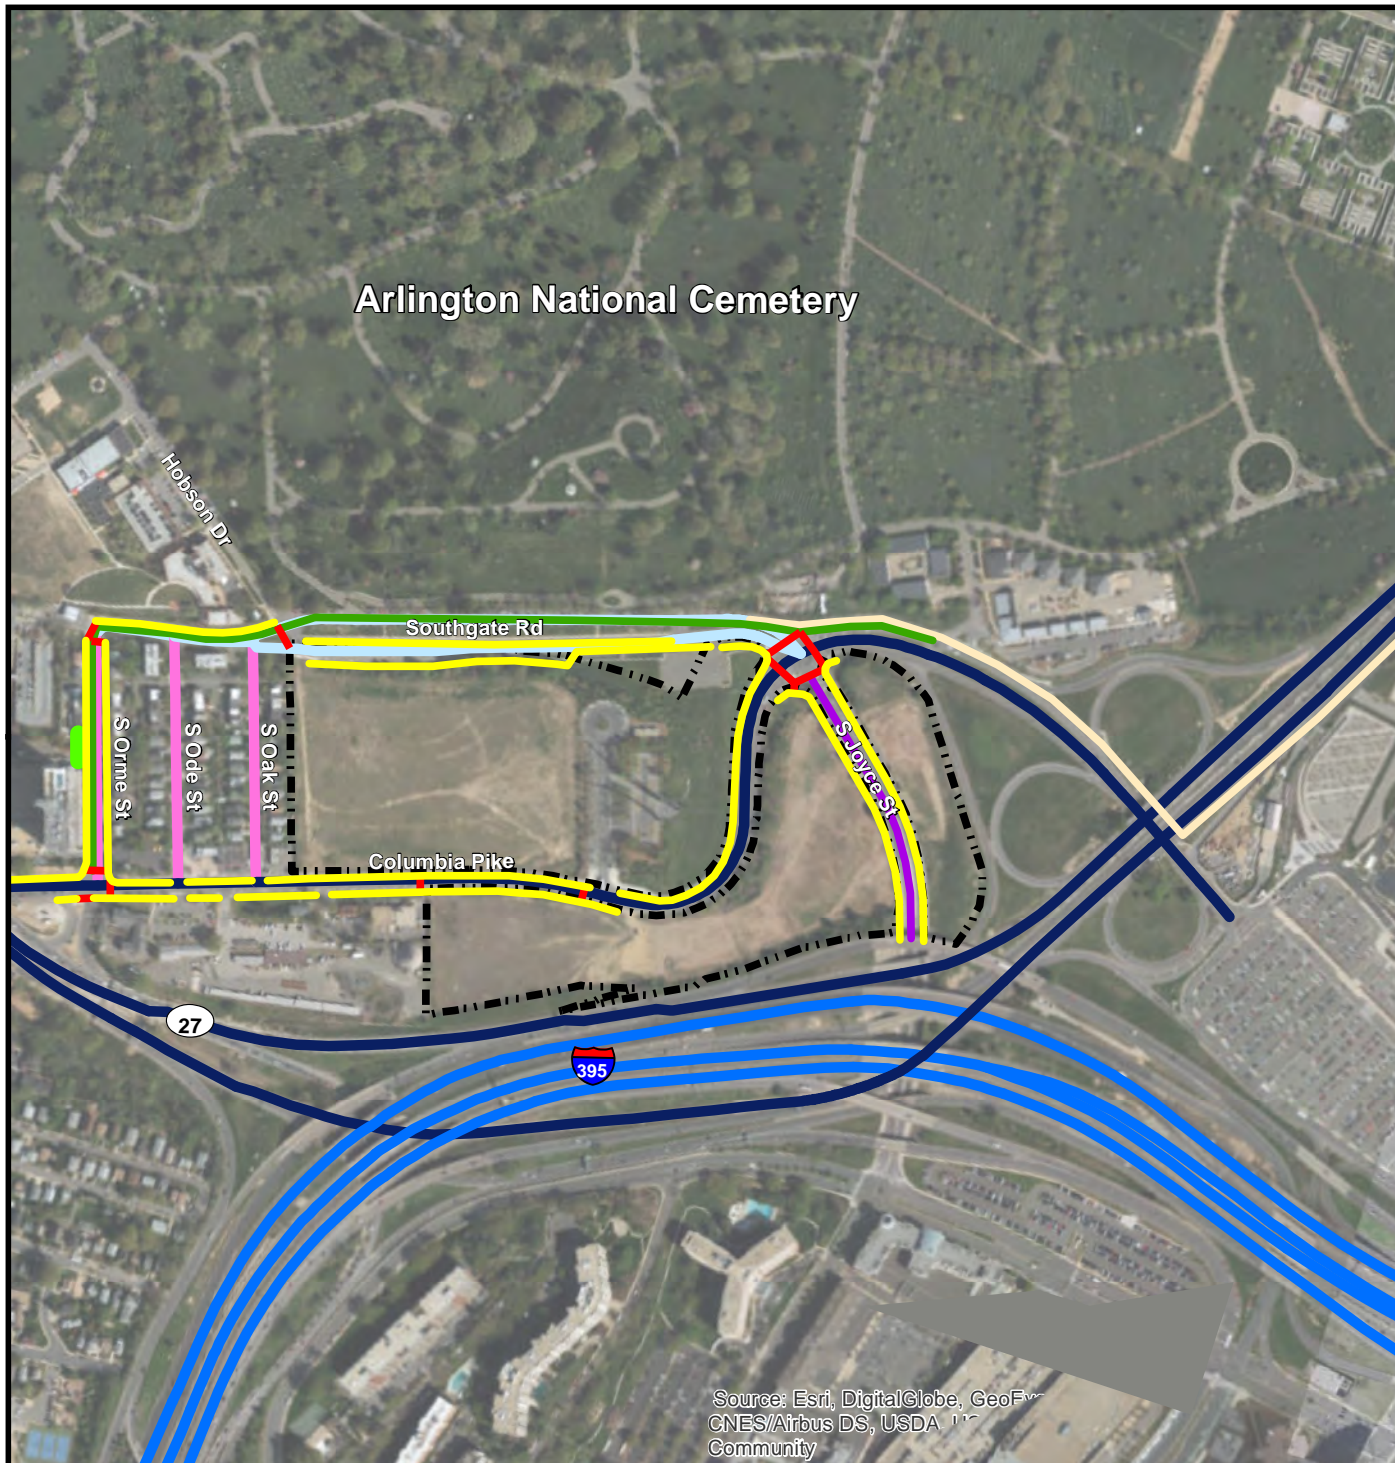 Arlington National Cemetery
Hobson Dr
Southgate Rd
S Orme St
S Ode St
S Oak St
S Joyce St
Columbia Pike
27
395
Source: Esri, DigitalGlobe,
CNES/Airbus DS, USDA,
Community